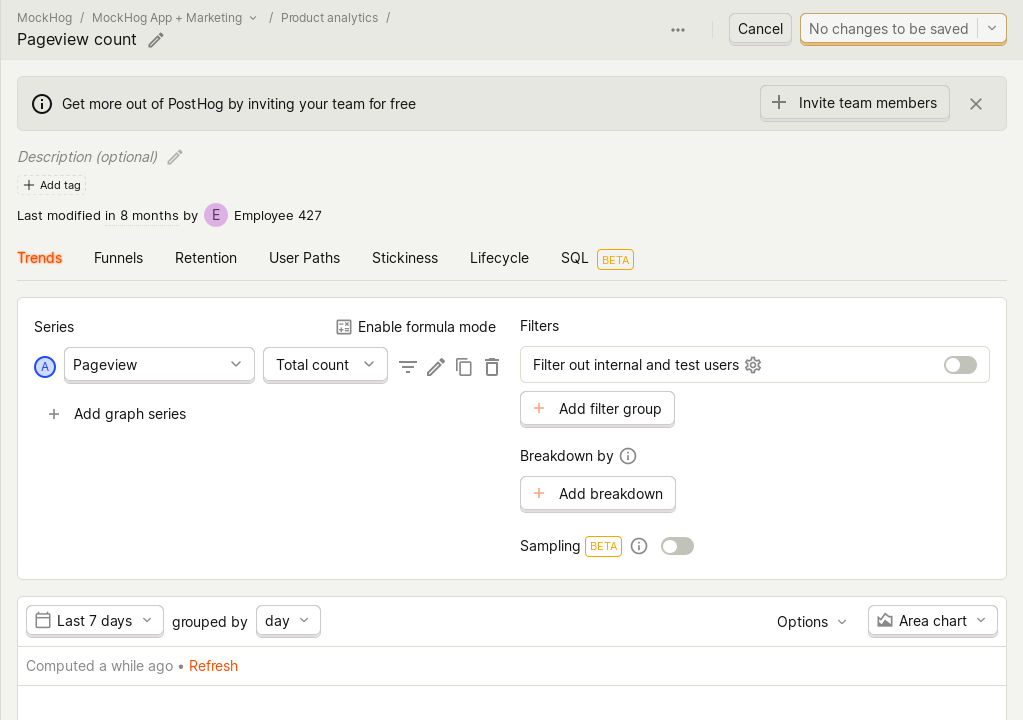 MockHog / MockHog App + Marketing / Product analytics /
Pageview count
Cancel
No changes to be saved
Get more out of PostHog by inviting your team for free
Invite team members
Description (optional)
Add tag
Last modified in 8 months by E Employee 427
Trends Funnels Retention User Paths Stickiness Lifecycle SQL BETA
Series
Enable formula mode
A Pageview Total count
Add graph series
Filters
Filter out internal and test users
Add filter group
Breakdown by
Add breakdown
Sampling BETA
Last 7 days grouped by day
Options
Area chart
Computed a while ago • Refresh